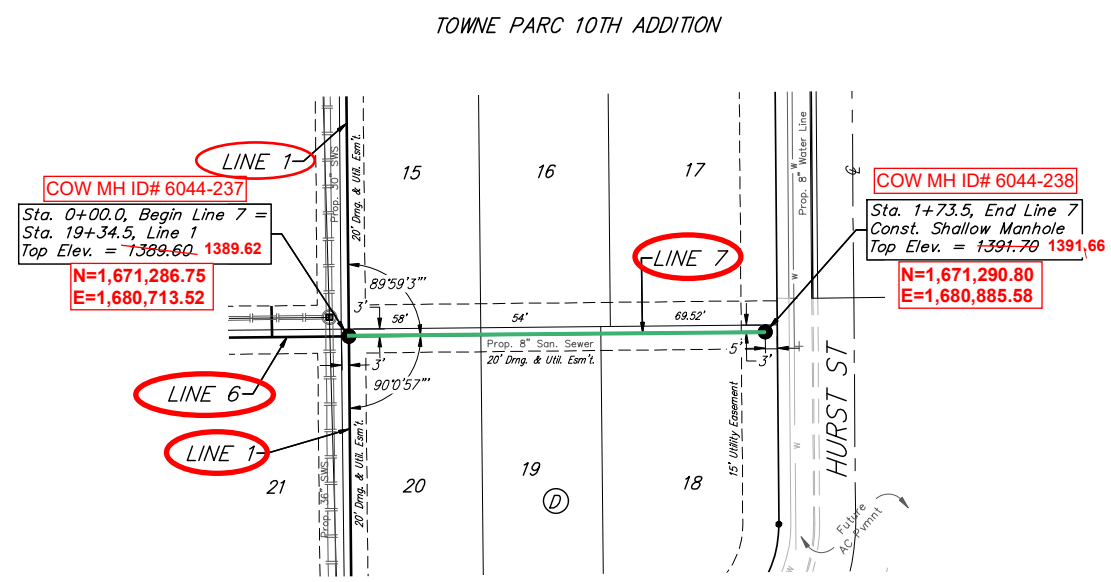 TOWNE PARC 10TH ADDITION
LINE 1
Prop. 30" SWS
20' Drng. & Util. Esm't.
15
16
17
Prop. 8" Water Line
W
W
W
W
℄
COW MH ID# 6044-237
Sta. 0+00.0, Begin Line 7 =
Sta. 19+34.5, Line 1
Top Elev. = 1389.60 1389.62
N=1,671,286.75
E=1,680,713.52
COW MH ID# 6044-238
Sta. 1+73.5, End Line 7
Const. Shallow Manhole
Top Elev. = 1391.70 1391,66
N=1,671,290.80
E=1,680,885.58
LINE 7
89°59'3"'
3'
58'
54'
69.52'
Prop. 8" San. Sewer
20' Drng. & Util. Esm't.
5'
3'
3'
90°0'57"'
LINE 6
LINE 1
Prop. 36" SWS
20' Drng. & Util. Esm't.
21
20
19
D
18
15' Utility Easement
HURST ST
Future
AC Pvmnt